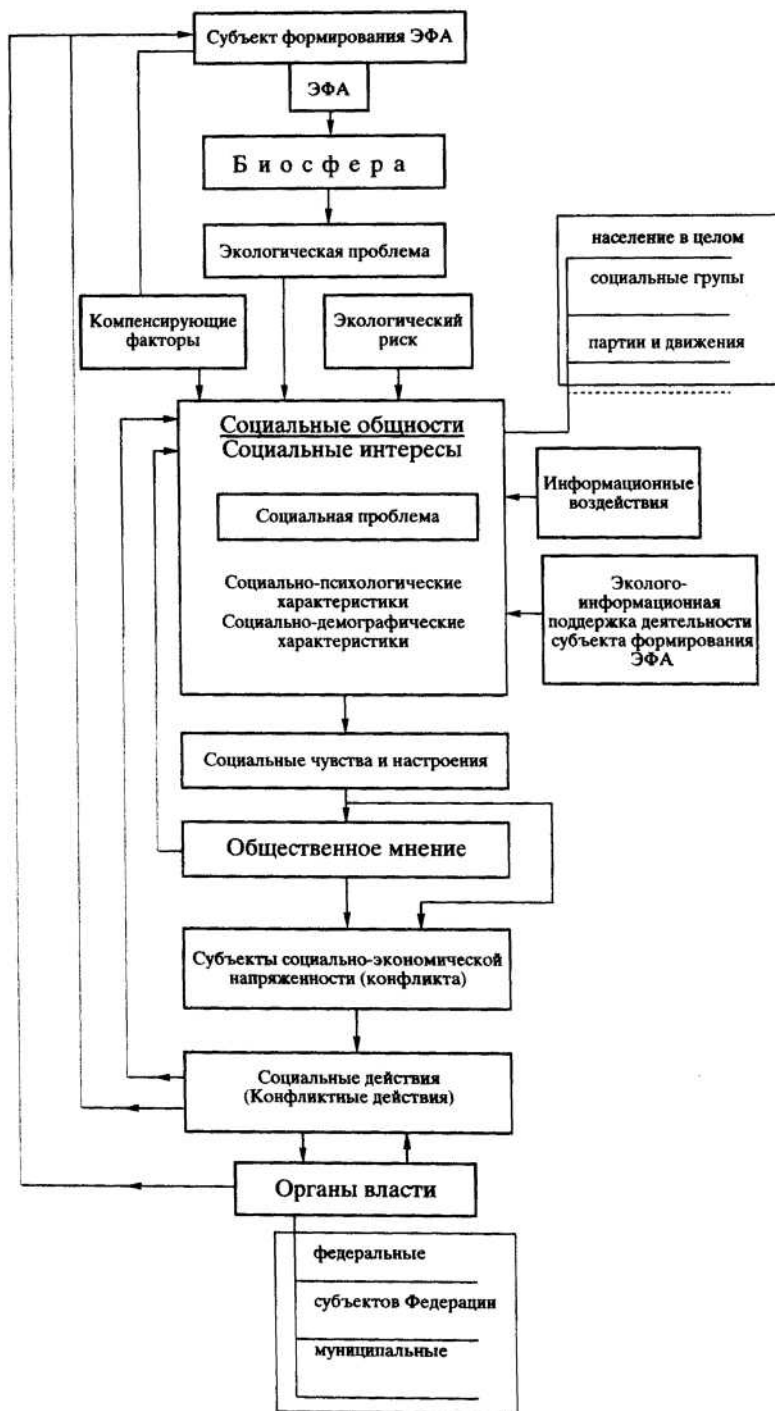 Субъект формирования ЭФА
ЭФА
Биосфера
Экологическая проблема
население в целом
социальные групы
партии и движения
Компенсирующие
факторы
Экологический
риск
Социальные общности
Социальные интересы
Социальная проблема
Социально-психологические
характеристики
Социально-демографические
характеристики
Информационные
воздействия
Эколого-
информационная
поддержка деятельности
субъекта формирования
ЭФА
Социальные чувства и настроения
Общественное мнение
Субъекты социально-экономической
напряженности (конфликта)
Социальные действия
(Конфликтные действия)
Органы власти
федеральные
субъектов Федерации
муниципальные